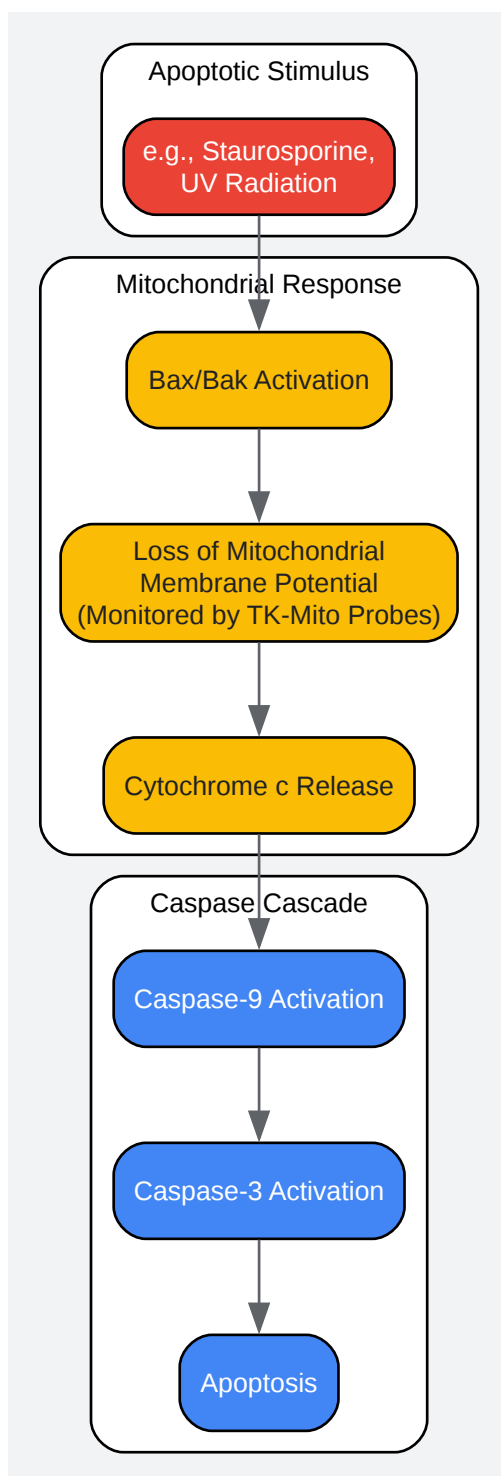 Apoptotic Stimulus
e.g., Staurosporine,
UV Radiation
Mitochondrial Response
Bax/Bak Activation
Loss of Mitochondrial
Membrane Potential
(Monitored by TK-Mito Probes)
Cytochrome c Release
Caspase Cascade
Caspase-9 Activation
Caspase-3 Activation
Apoptosis